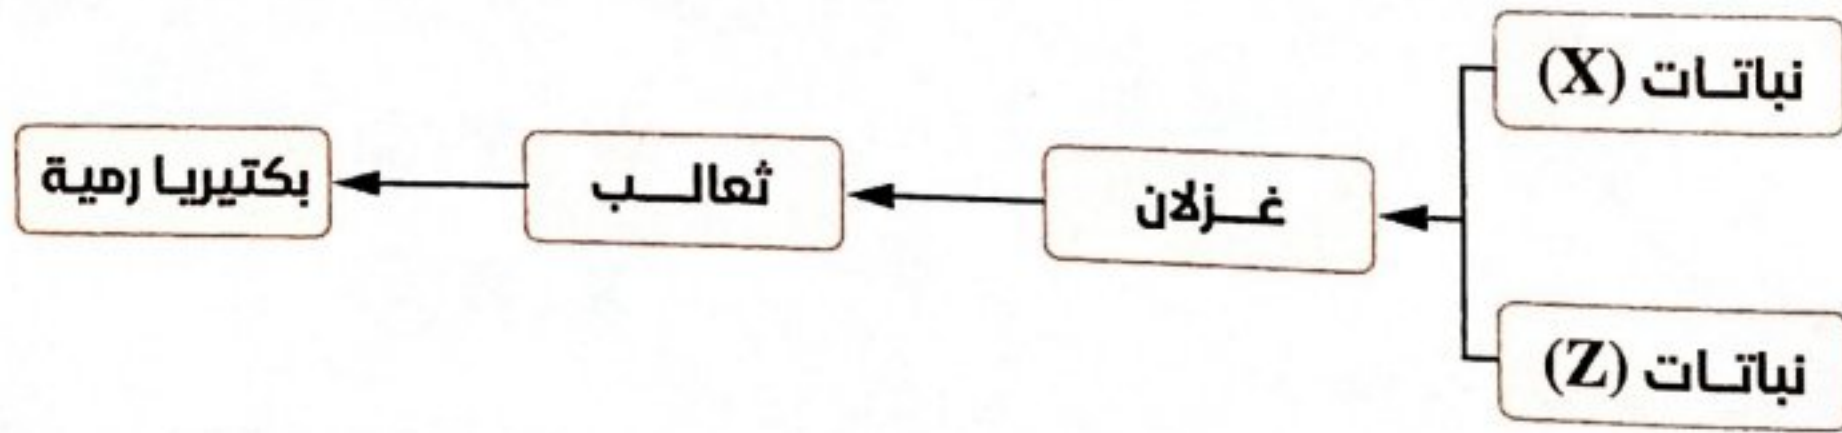 نباتات (X)
غزلان
ثعالب
بكتيريا رمية
نباتات (Z)